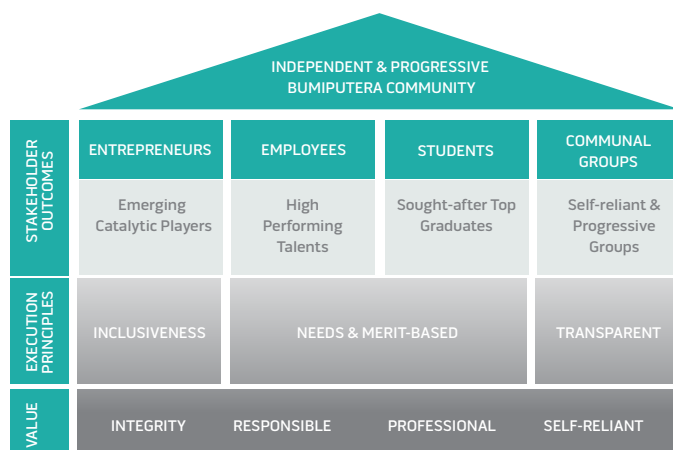 INDEPENDENT & PROGRESSIVE
BUMIPUTERA COMMUNITY
STAKEHOLDER
OUTCOMES
ENTREPRENEURS
EMPLOYEES
STUDENTS
COMMUNAL
GROUPS
Emerging
Catalytic Players
High
Performing
Talents
Sought-after Top
Graduates
Self-reliant &
Progressive
Groups
EXECUTION
PRINCIPLES
INCLUSIVENESS
NEEDS & MERIT-BASED
TRANSPARENT
VALUE
INTEGRITY
RESPONSIBLE
PROFESSIONAL
SELF-RELIANT